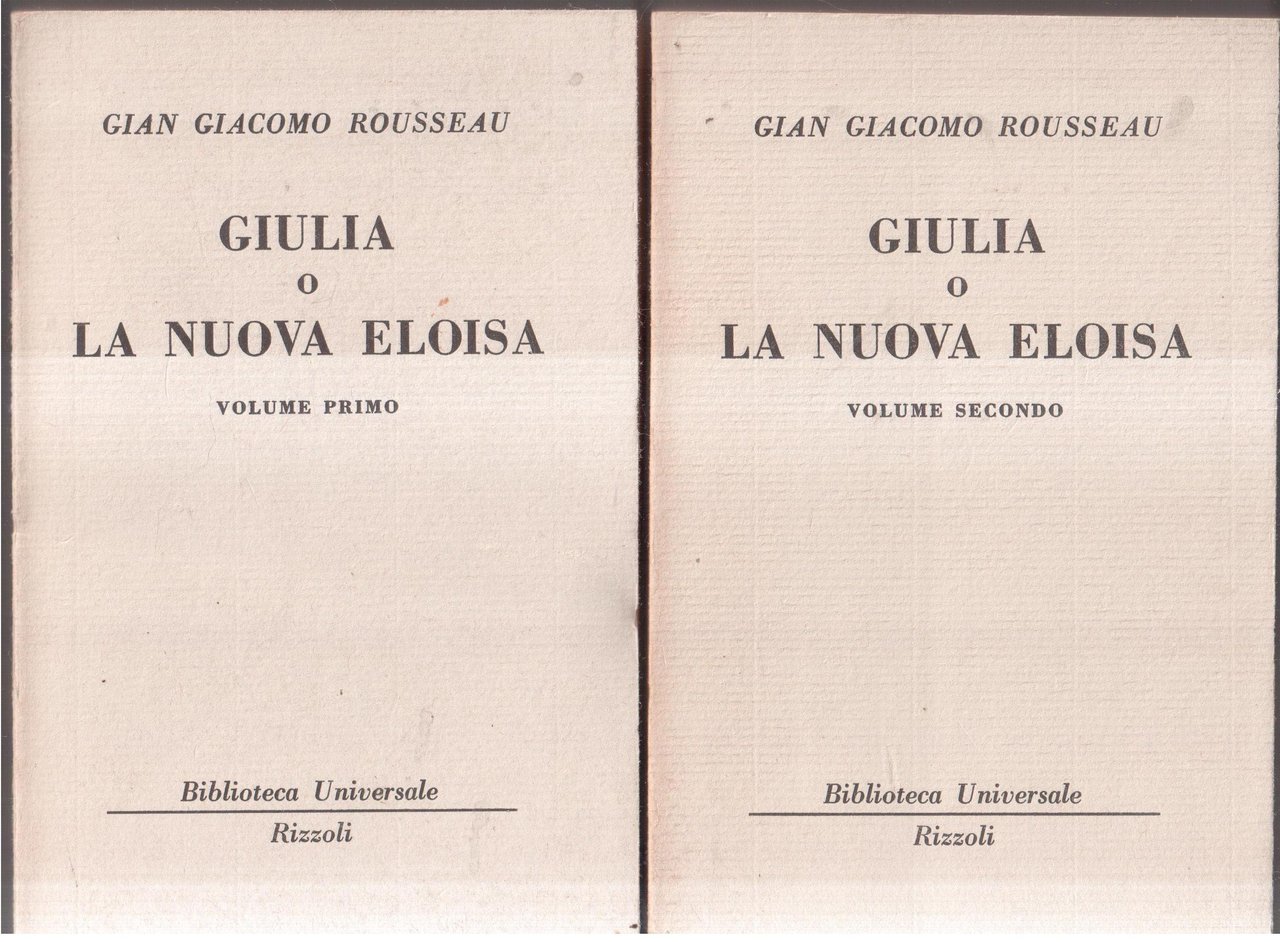 GIAN GIACOMO ROUSSEAU
GIULIA
O
LA NUOVA ELOISA
VOLUME PRIMO
Biblioteca Universale
Rizzoli
GIAN GIACOMO ROUSSEAU
GIULIA
O
LA NUOVA ELOISA
VOLUME SECONDO
Biblioteca Universale
Rizzoli